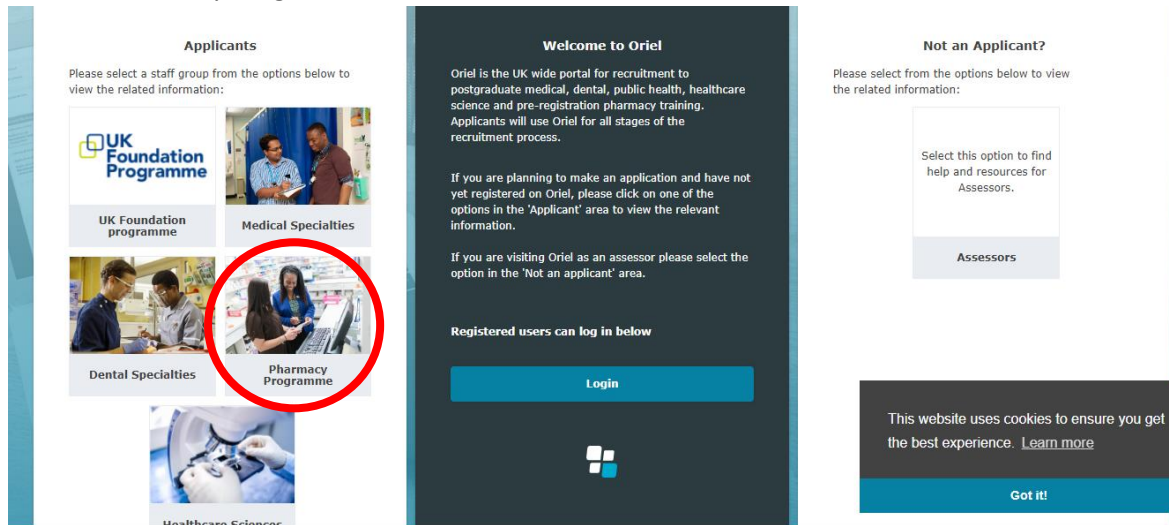 Applicants
Please select a staff group from the options below to
view the related information:
UK
Foundation
Programme
UK Foundation
programme
Medical Specialties
Dental Specialties
Pharmacy
Programme
Healthcare Sciences
Welcome to Oriel
Oriel is the UK wide portal for recruitment to
postgraduate medical, dental, public health, healthcare
science and pre-registration pharmacy training.
Applicants will use Oriel for all stages of the
recruitment process.
If you are planning to make an application and have not
yet registered on Oriel, please click on one of the
options in the 'Applicant' area to view the relevant
information.
If you are visiting Oriel as an assessor please select the
option in the 'Not an applicant' area.
Registered users can log in below
Login
Not an Applicant?
Please select from the options below to view
the related information:
Select this option to find
help and resources for
Assessors.
Assessors
This website uses cookies to ensure you get
the best experience. Learn more
Got it!